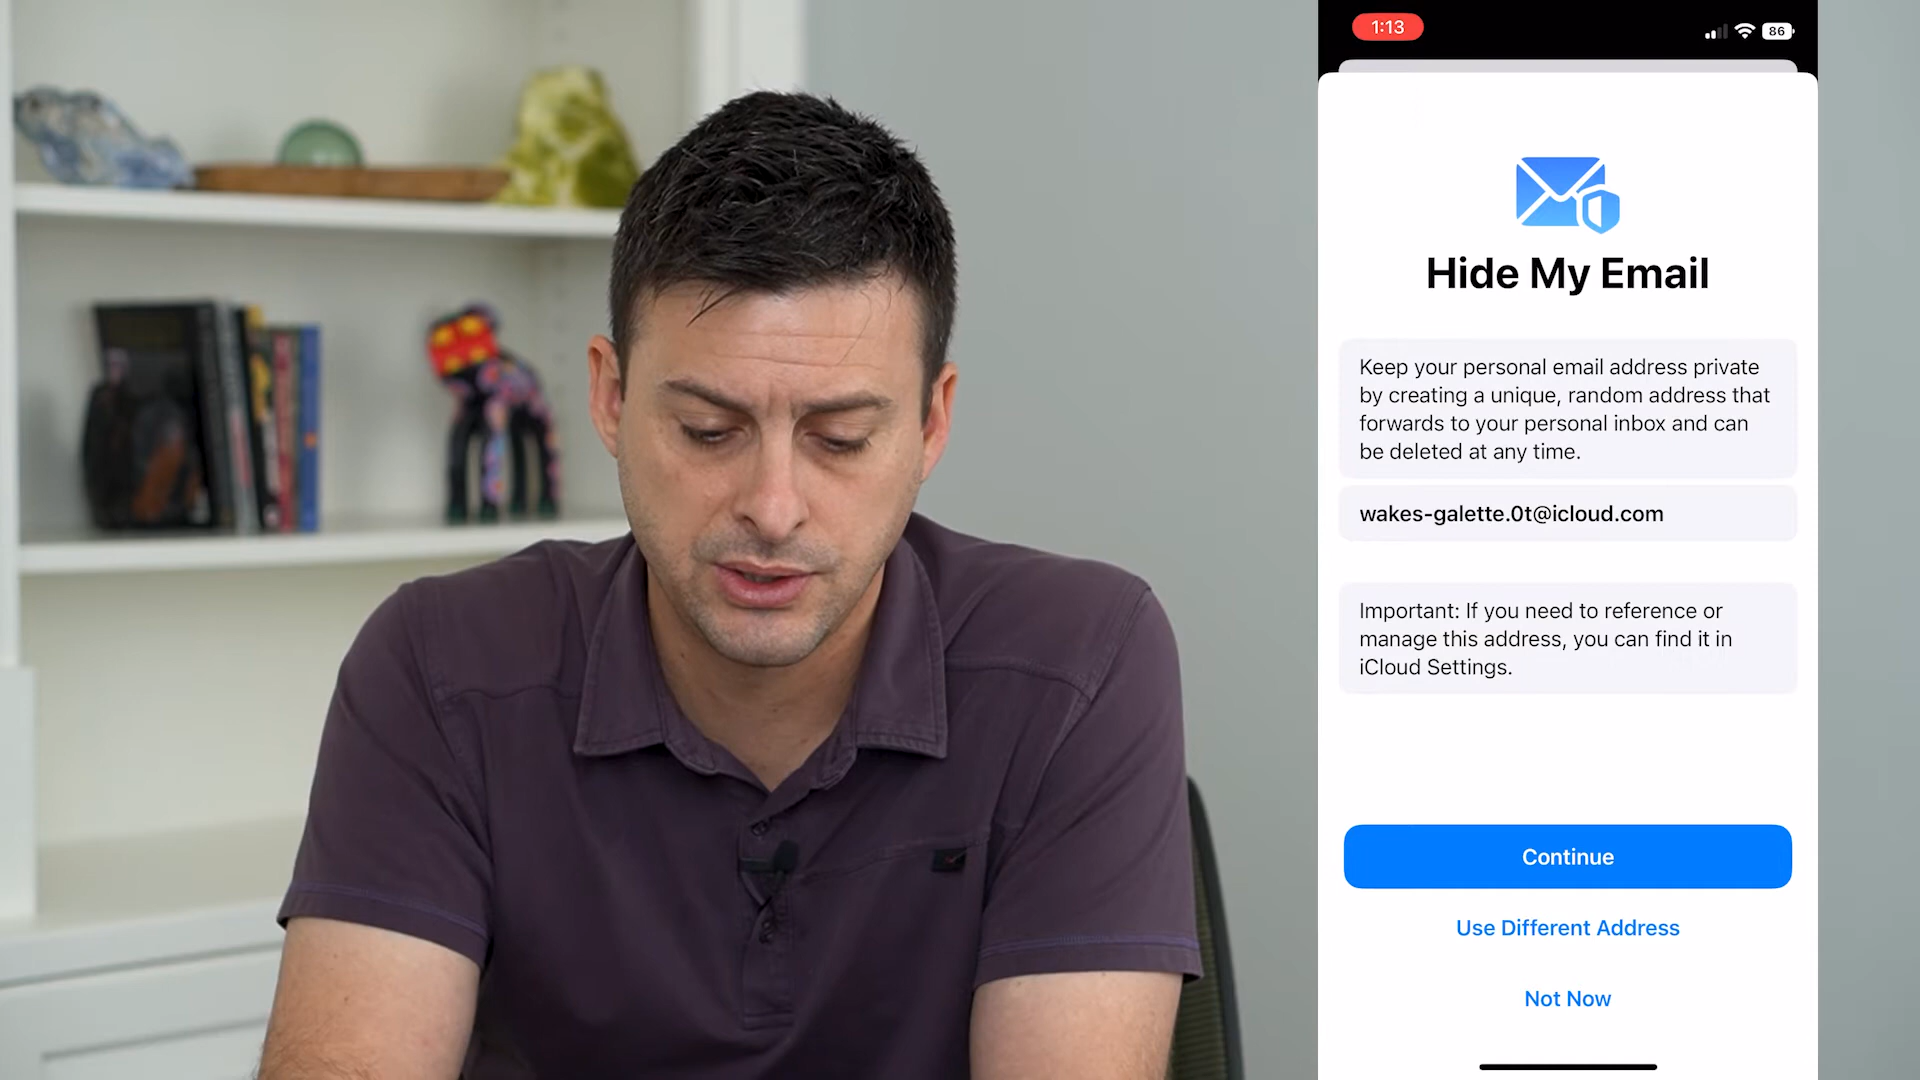 1:13
86
Hide My Email
Keep your personal email address private
by creating a unique, random address that
forwards to your personal inbox and can
be deleted at any time.
wakes-galette.0t@icloud.com
Important: If you need to reference or
manage this address, you can find it in
iCloud Settings.
Continue
Use Different Address
Not Now